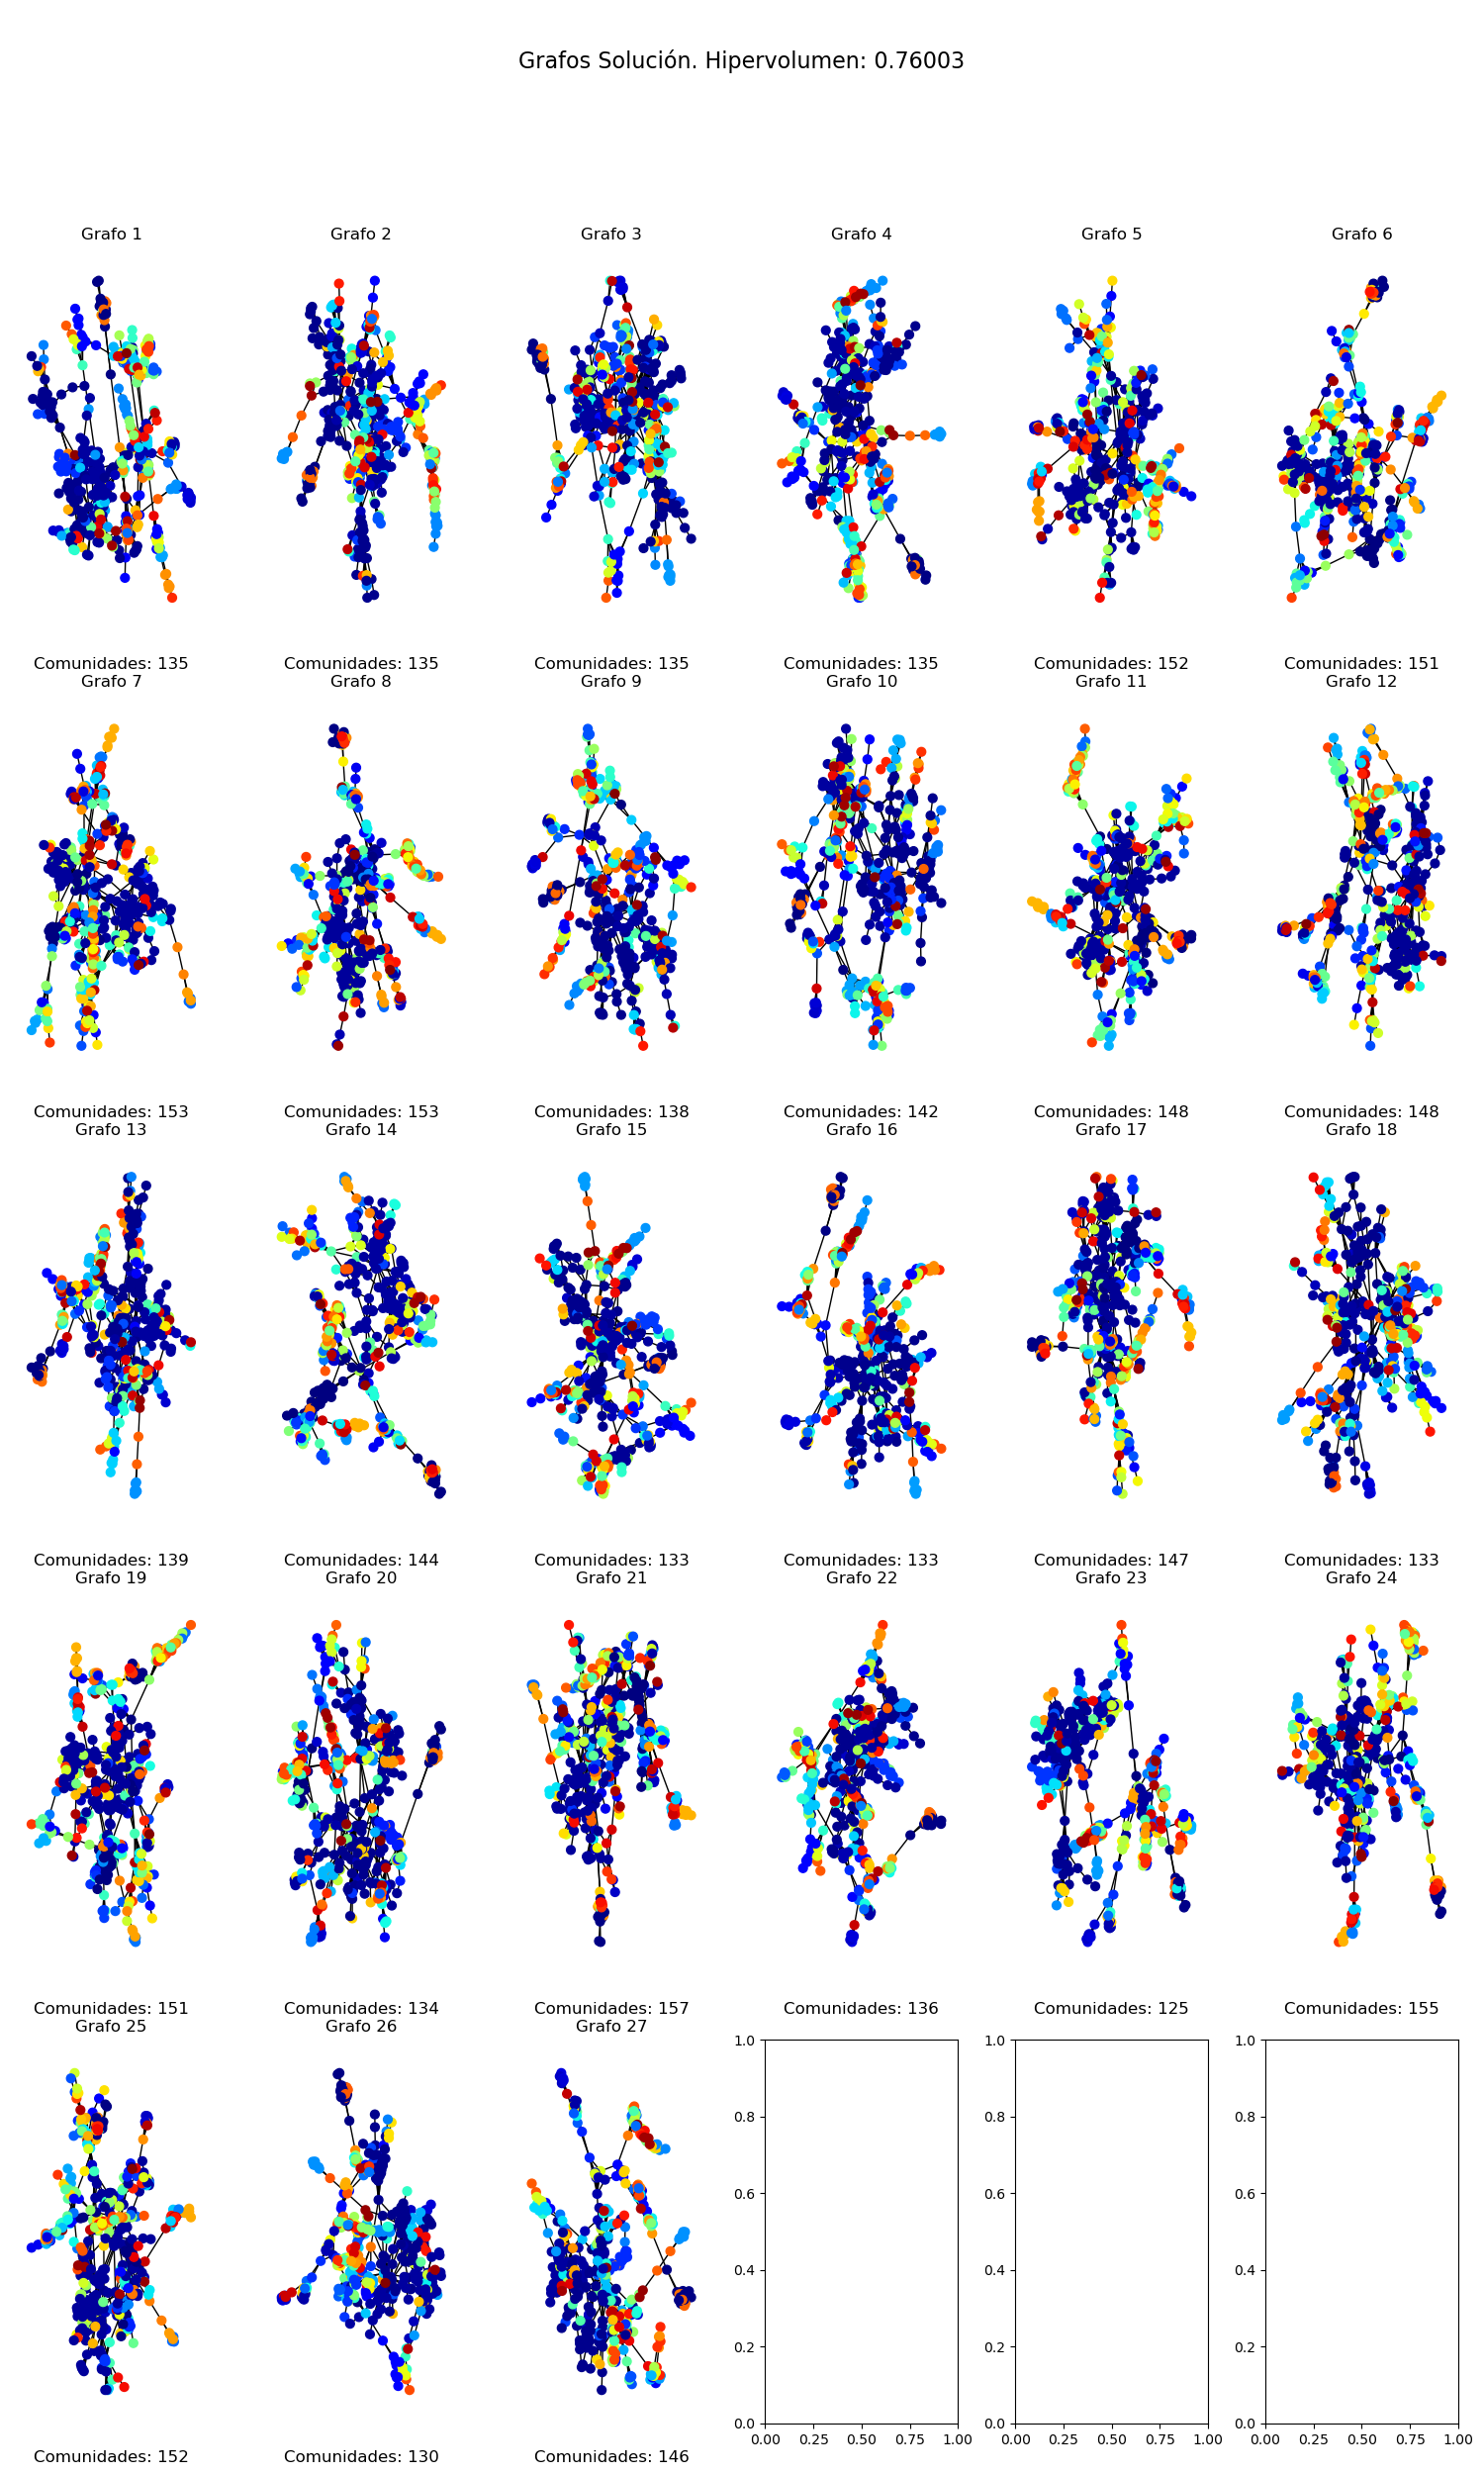 Grafos Solución. Hipervolumen: 0.76003
Grafo 1 Grafo 2 Grafo 3 Grafo 4 Grafo 5 Grafo 6
Comunidades: 135 Comunidades: 135 Comunidades: 135 Comunidades: 135 Comunidades: 152 Comunidades: 151
Grafo 7 Grafo 8 Grafo 9 Grafo 10 Grafo 11 Grafo 12
Comunidades: 153 Comunidades: 153 Comunidades: 138 Comunidades: 142 Comunidades: 148 Comunidades: 148
Grafo 13 Grafo 14 Grafo 15 Grafo 16 Grafo 17 Grafo 18
Comunidades: 139 Comunidades: 144 Comunidades: 133 Comunidades: 133 Comunidades: 147 Comunidades: 133
Grafo 19 Grafo 20 Grafo 21 Grafo 22 Grafo 23 Grafo 24
Comunidades: 151 Comunidades: 134 Comunidades: 157 Comunidades: 136 Comunidades: 125 Comunidades: 155
Grafo 25 Grafo 26 Grafo 27
1.0 1.0 1.0
0.8 0.8 0.8
0.6 0.6 0.6
0.4 0.4 0.4
0.2 0.2 0.2
0.0 0.0 0.0
0.00 0.25 0.50 0.75 1.00 0.00 0.25 0.50 0.75 1.00 0.00 0.25 0.50 0.75 1.00
Comunidades: 152 Comunidades: 130 Comunidades: 146